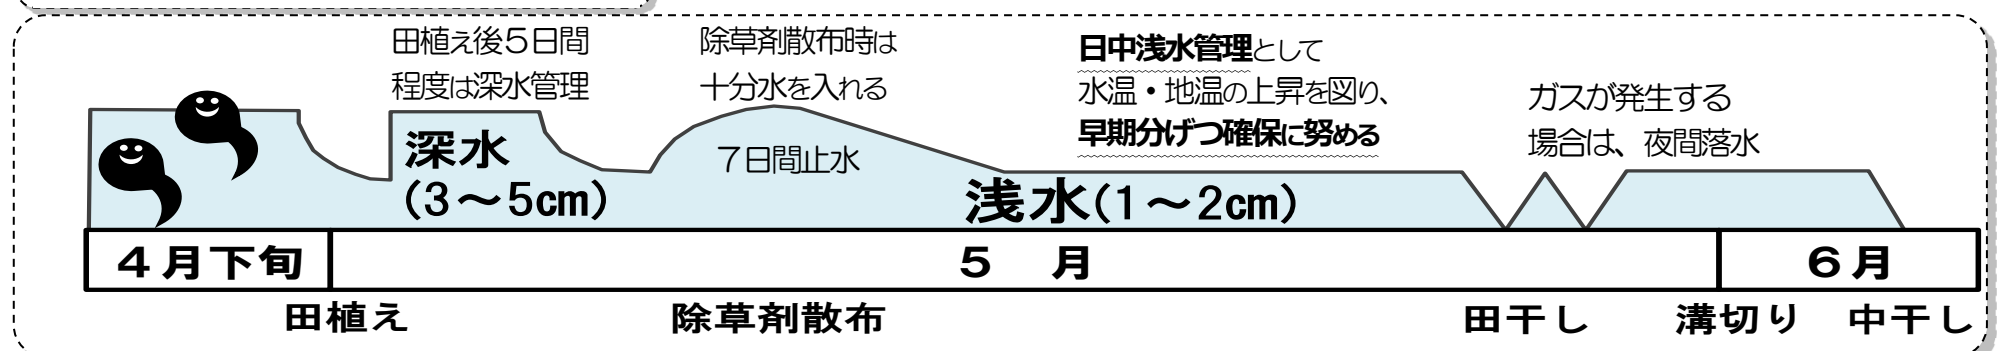 田植え後５日間
程度は深水管理
除草剤散布時は
十分水を入れる
日中浅水管理として
水温・地温の上昇を図り、
早期分げつ確保に努める
ガスが発生する
場合は、夜間落水
深水
(3～5cm)
７日間止水
浅水(1～2cm)
４月下旬
５　月
６月
田植え
除草剤散布
田干し
溝切り
中干し